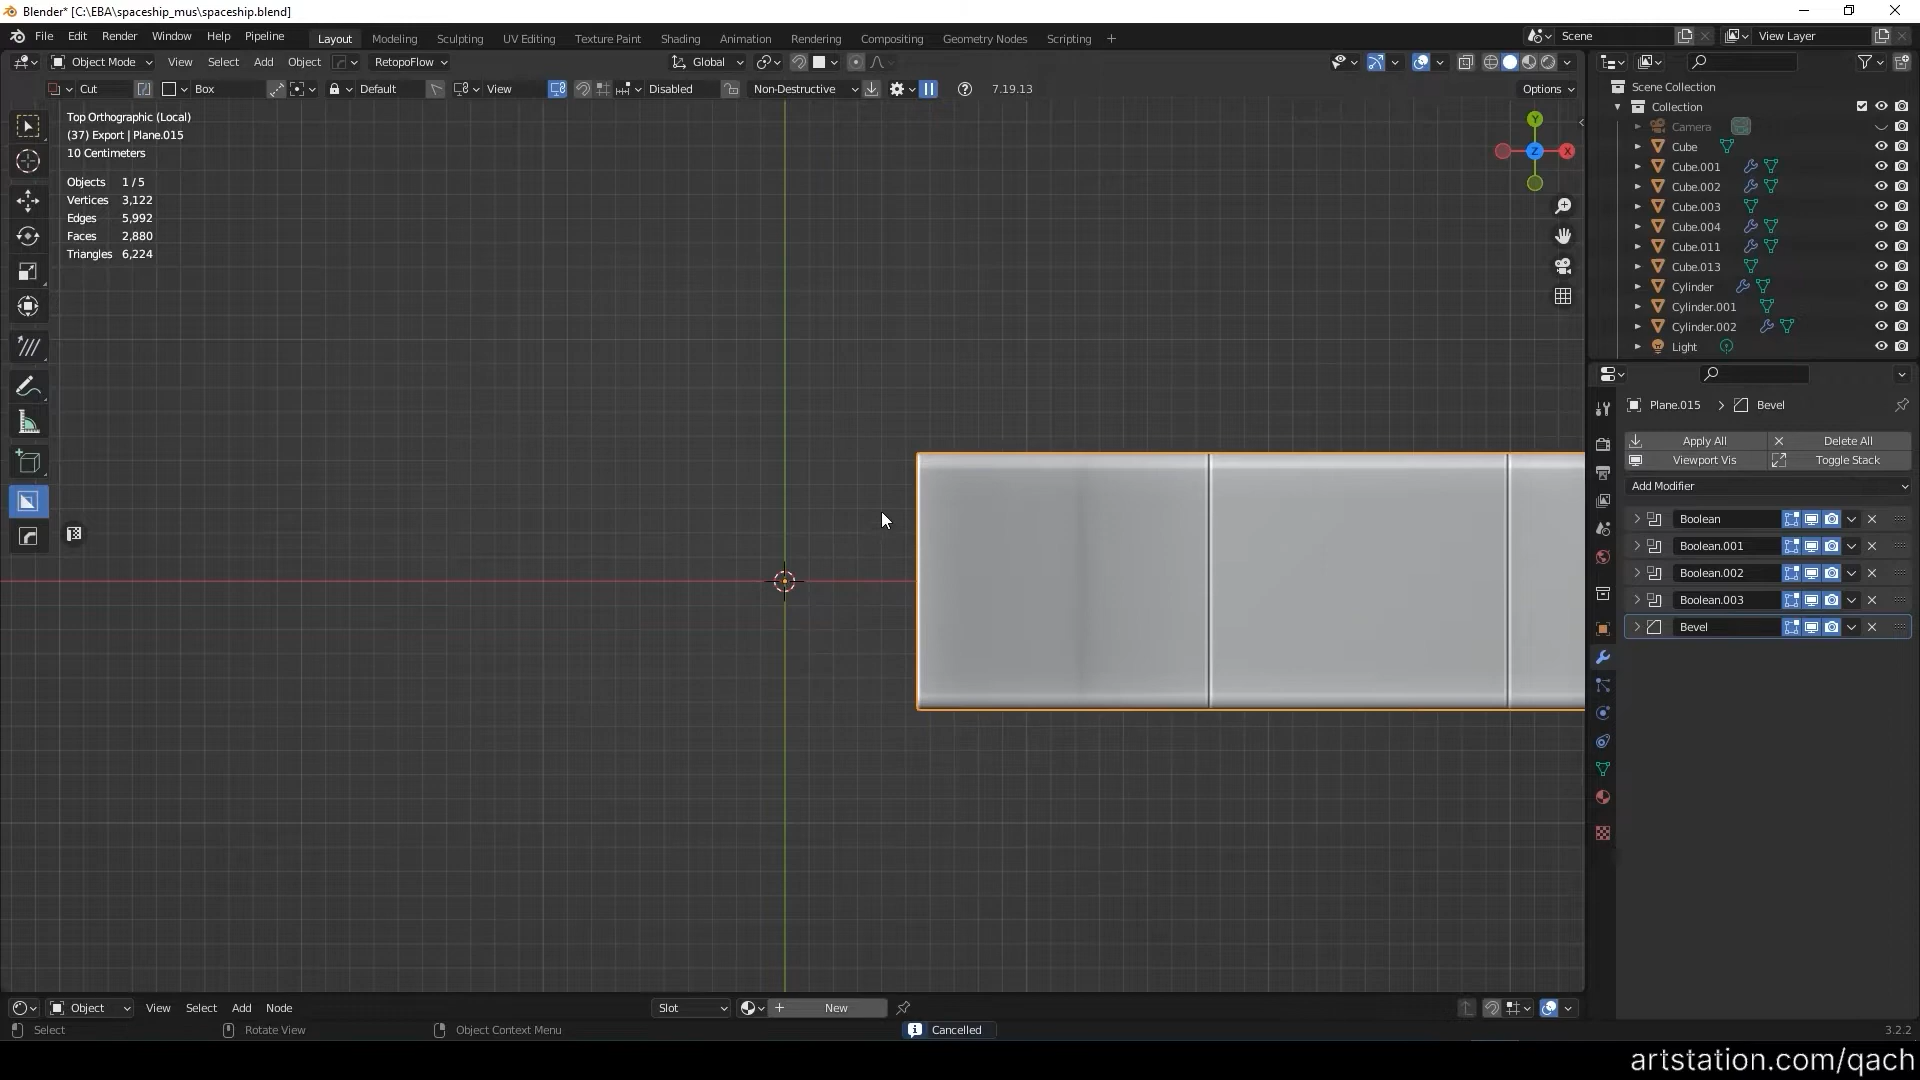 Blender* [C:\EBA\spaceship_mus\spaceship.blend]
File Edit Render Window Help Pipeline Layout Modeling Sculpting UV Editing Texture Paint Shading Animation Rendering Compositing Geometry Nodes Scripting + Scene View Layer
Object Mode View Select Add Object RetopoFlow Global
Cut Box Default View Disabled Non-Destructive 7.19.13 Options
Top Orthographic (Local)
(37) Export | Plane.015
10 Centimeters
Objects 1 / 5
Vertices 3,122
Edges 5,992
Faces 2,880
Triangles 6,224
Y
Z
X
Scene Collection
Collection
Camera
Cube
Cube.001
Cube.002
Cube.003
Cube.004
Cube.011
Cube.013
Cylinder
Cylinder.001
Cylinder.002
Light
Plane.015 > Bevel
Apply All Delete All
Viewport Vis Toggle Stack
Add Modifier
Boolean
Boolean.001
Boolean.002
Boolean.003
Bevel
Object View Select Add Node Slot New
Select Rotate View Object Context Menu Cancelled 3.2.2
artstation.com/qach